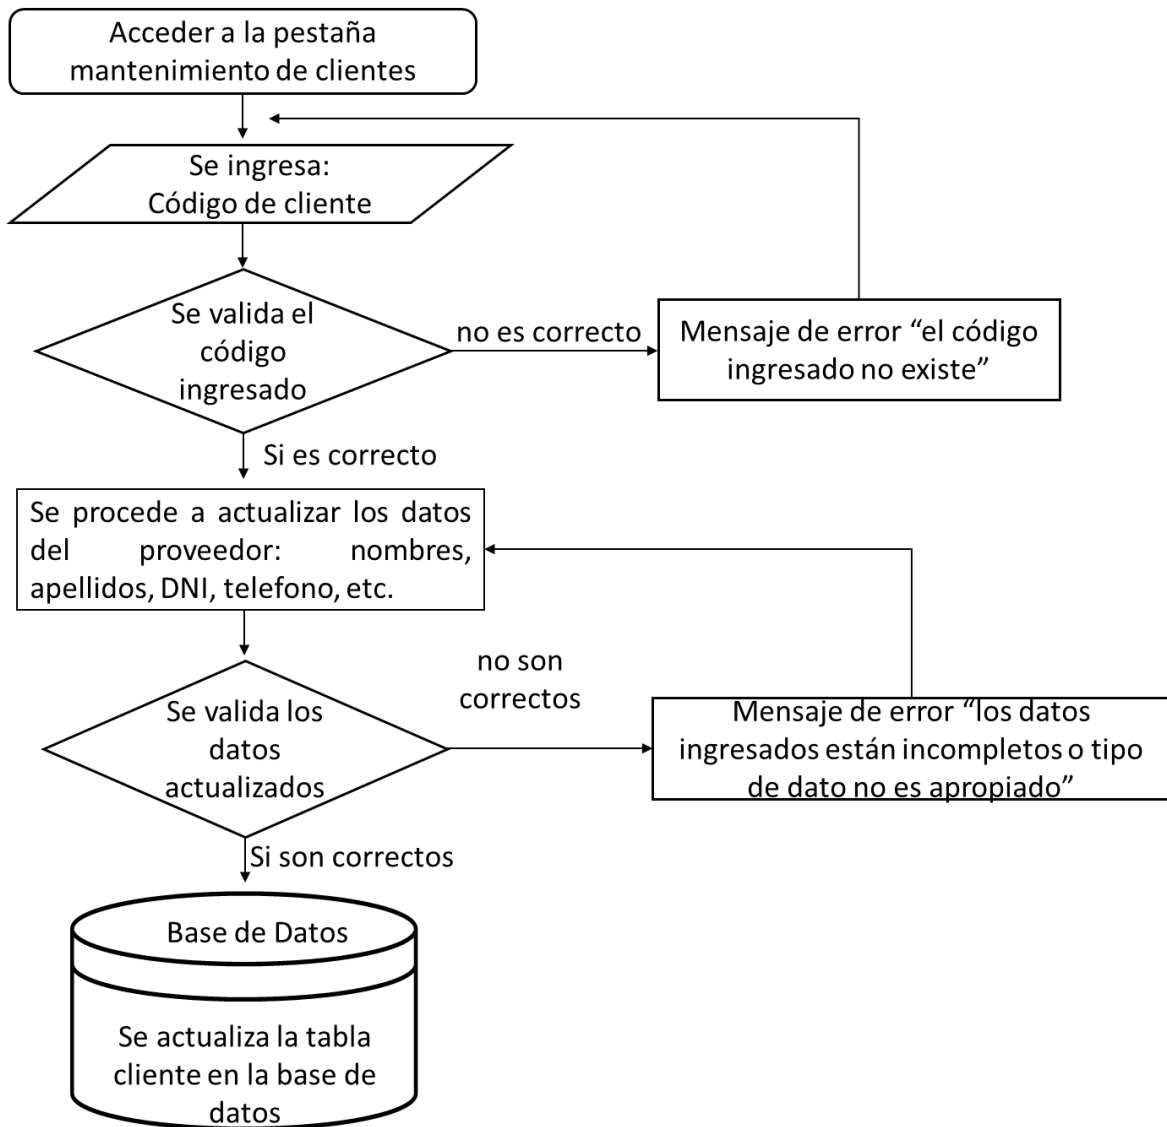 Acceder a la pestaña
mantenimiento de clientes
Se ingresa:
Código de cliente
Se valida el
código
ingresado
no es correcto
Mensaje de error “el código
ingresado no existe”
Si es correcto
Se procede a actualizar los datos
del proveedor: nombres,
apellidos, DNI, telefono, etc.
Se valida los
datos
actualizados
no son
correctos
Mensaje de error “los datos
ingresados están incompletos o tipo
de dato no es apropiado”
Si son correctos
Base de Datos
Se actualiza la tabla
cliente en la base de
datos